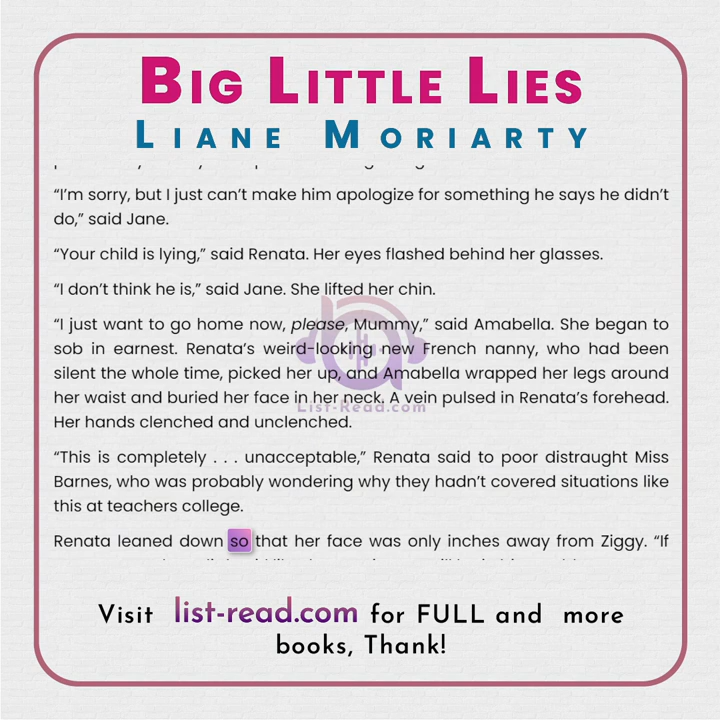 Big Little Lies
Liane Moriarty
“I’m sorry, but I just can’t make him apologize for something he says he didn’t
do,” said Jane.
“Your child is lying,” said Renata. Her eyes flashed behind her glasses.
“I don’t think he is,” said Jane. She lifted her chin.
“I just want to go home now, please, Mummy,” said Amabella. She began to
sob in earnest. Renata’s weird-looking new French nanny, who had been
silent the whole time, picked her up, and Amabella wrapped her legs around
her waist and buried her face in her neck. A vein pulsed in Renata’s forehead.
Her hands clenched and unclenched.
List-Read.com
“This is completely . . . unacceptable,” Renata said to poor distraught Miss
Barnes, who was probably wondering why they hadn’t covered situations like
this at teachers college.
Renata leaned down so that her face was only inches away from Ziggy. “If
Visit list-read.com for FULL and more
books, Thank!